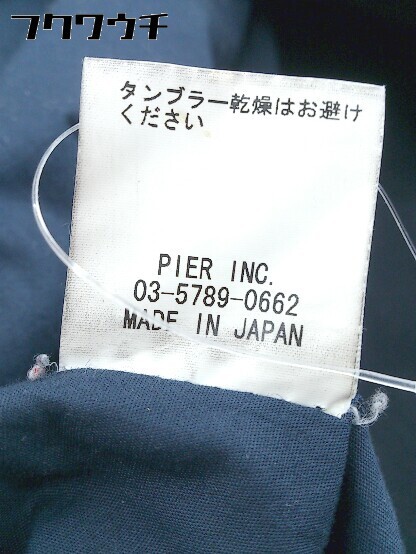 フクワウチ
タンブラー乾燥はお避け
ください
PIER INC.
03-5789-0662
MADE IN JAPAN